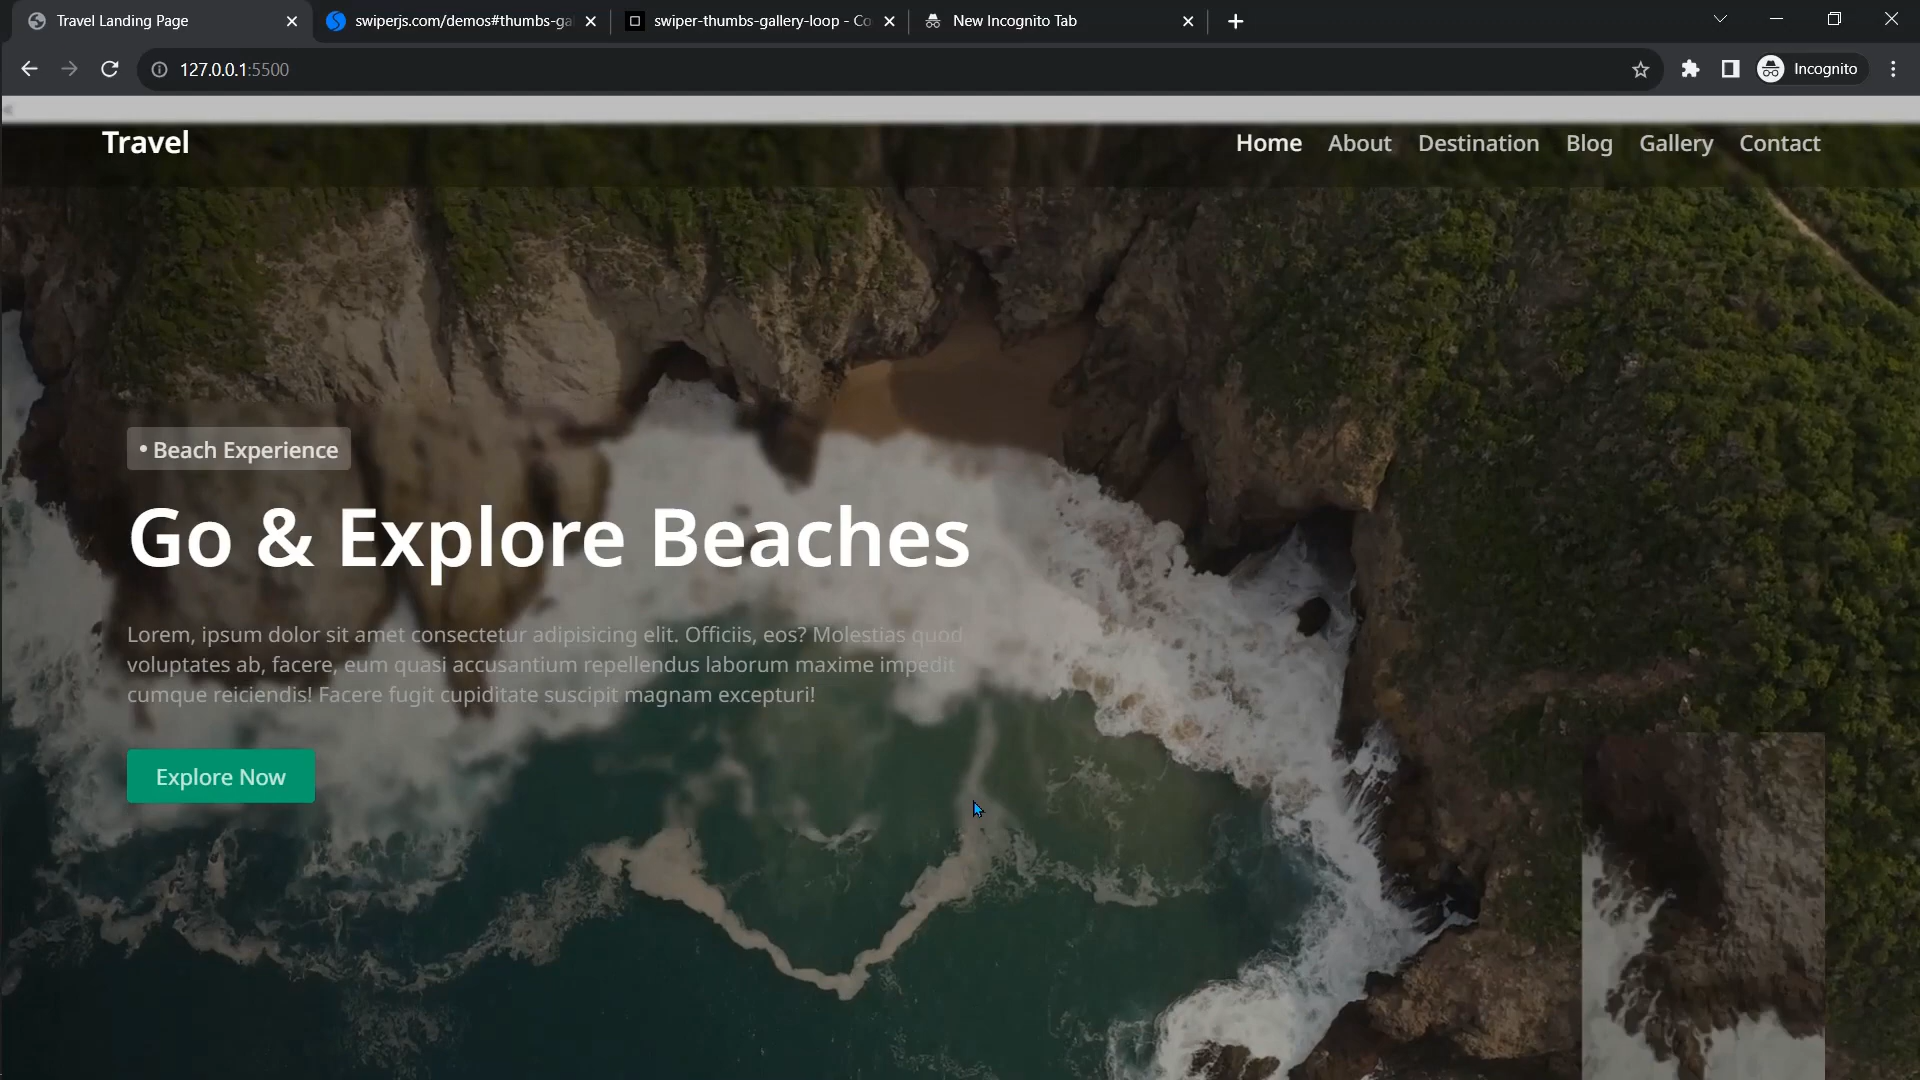 Travel Landing Page
swiperjs.com/demos#thumbs-ga
swiper-thumbs-gallery-loop - Co
New Incognito Tab
127.0.0.1:5500
Incognito
Travel
Home
About
Destination
Blog
Gallery
Contact
• Beach Experience
Go & Explore Beaches
Lorem, ipsum dolor sit amet consectetur adipisicing elit. Officiis, eos? Molestias quod
voluptates ab, facere, eum quasi accusantium repellendus laborum maxime impedit
cumque reiciendis! Facere fugit cupiditate suscipit magnam excepturi!
Explore Now